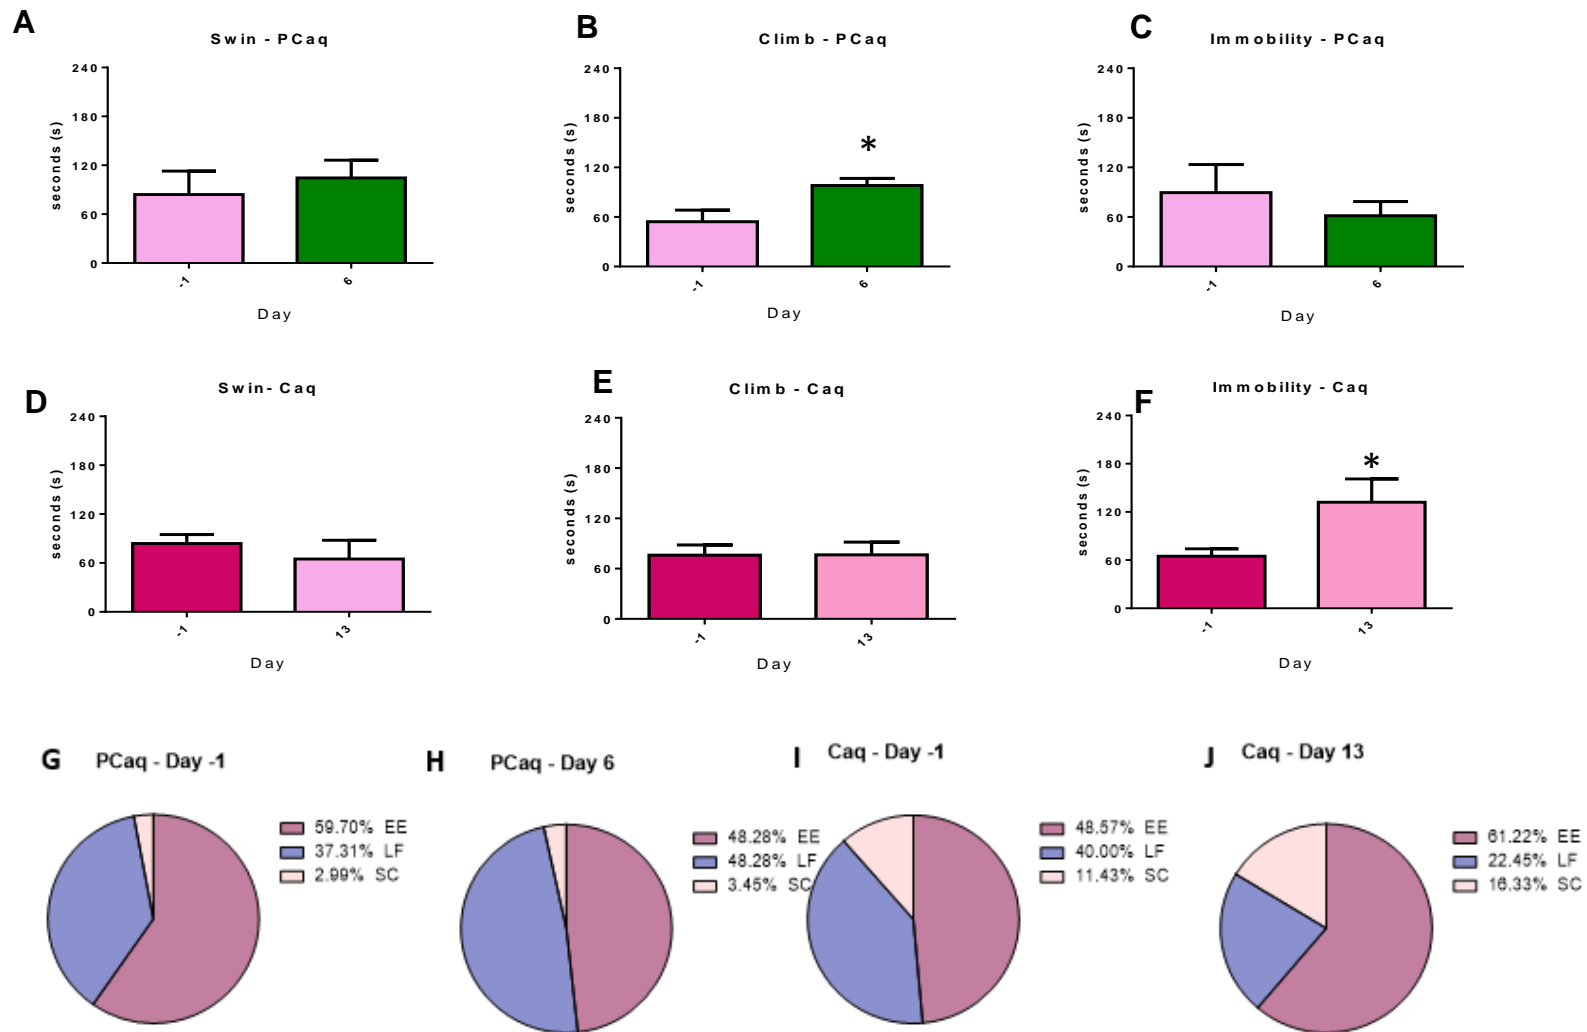 A
Swin - PCaq
240
180
120
60
0
seconds (s)
-1
6
Day
B
Climb - PCaq
240
180
120
60
0
seconds (s)
*
-1
6
Day
C
Immobility - PCaq
240
180
120
60
0
seconds (s)
-1
6
Day
D
Swin- Caq
240
180
120
60
0
seconds (s)
-1
13
Day
E
Climb - Caq
240
180
120
60
0
seconds (s)
-1
13
Day
F
Immobility - Caq
240
180
120
60
0
seconds (s)
*
-1
13
Day
G
PCaq - Day -1
59.70% EE
37.31% LF
2.99% SC
H
PCaq - Day 6
48.28% EE
48.28% LF
3.45% SC
I
Caq - Day -1
48.57% EE
40.00% LF
11.43% SC
J
Caq - Day 13
61.22% EE
22.45% LF
16.33% SC